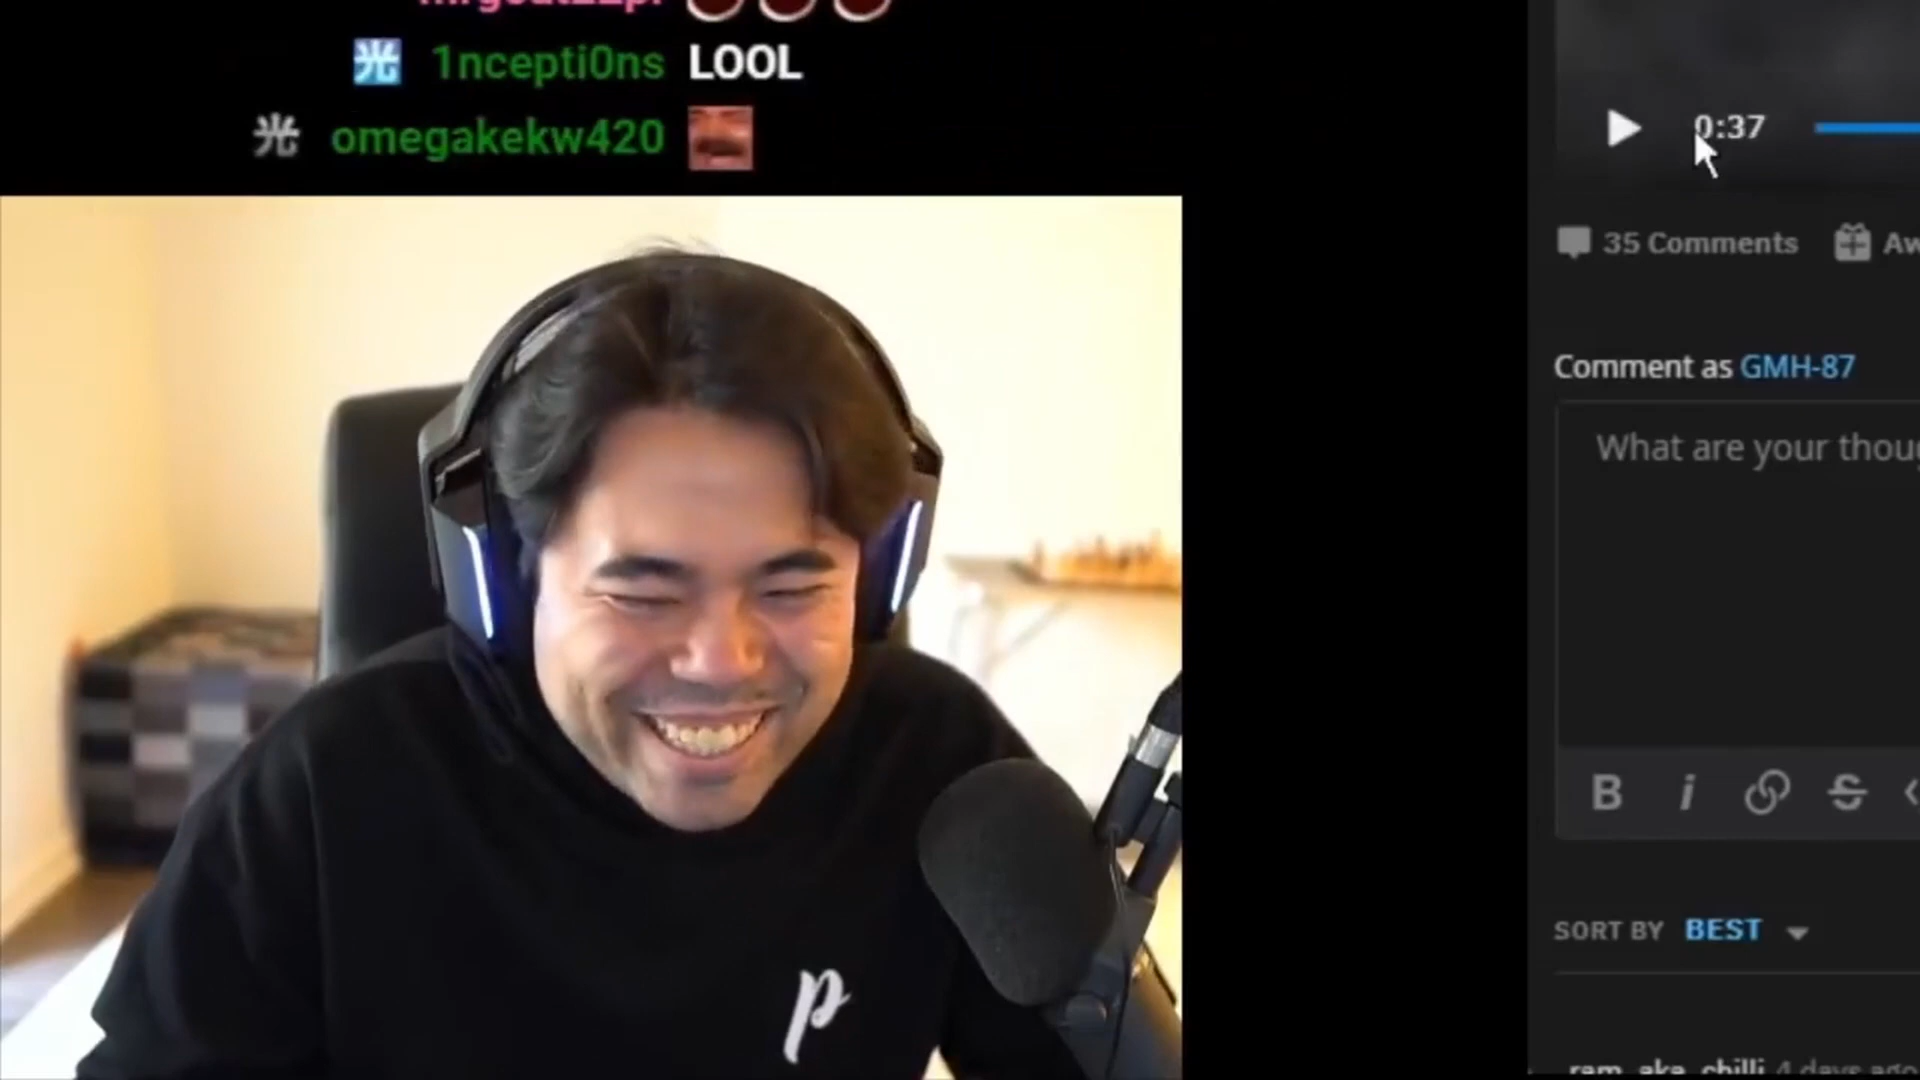 光 1ncepti0ns LOOL
光 omegakekw420
0:37
35 Comments
Comment as GMH-87
What are your
B i S
SORT BY BEST
p